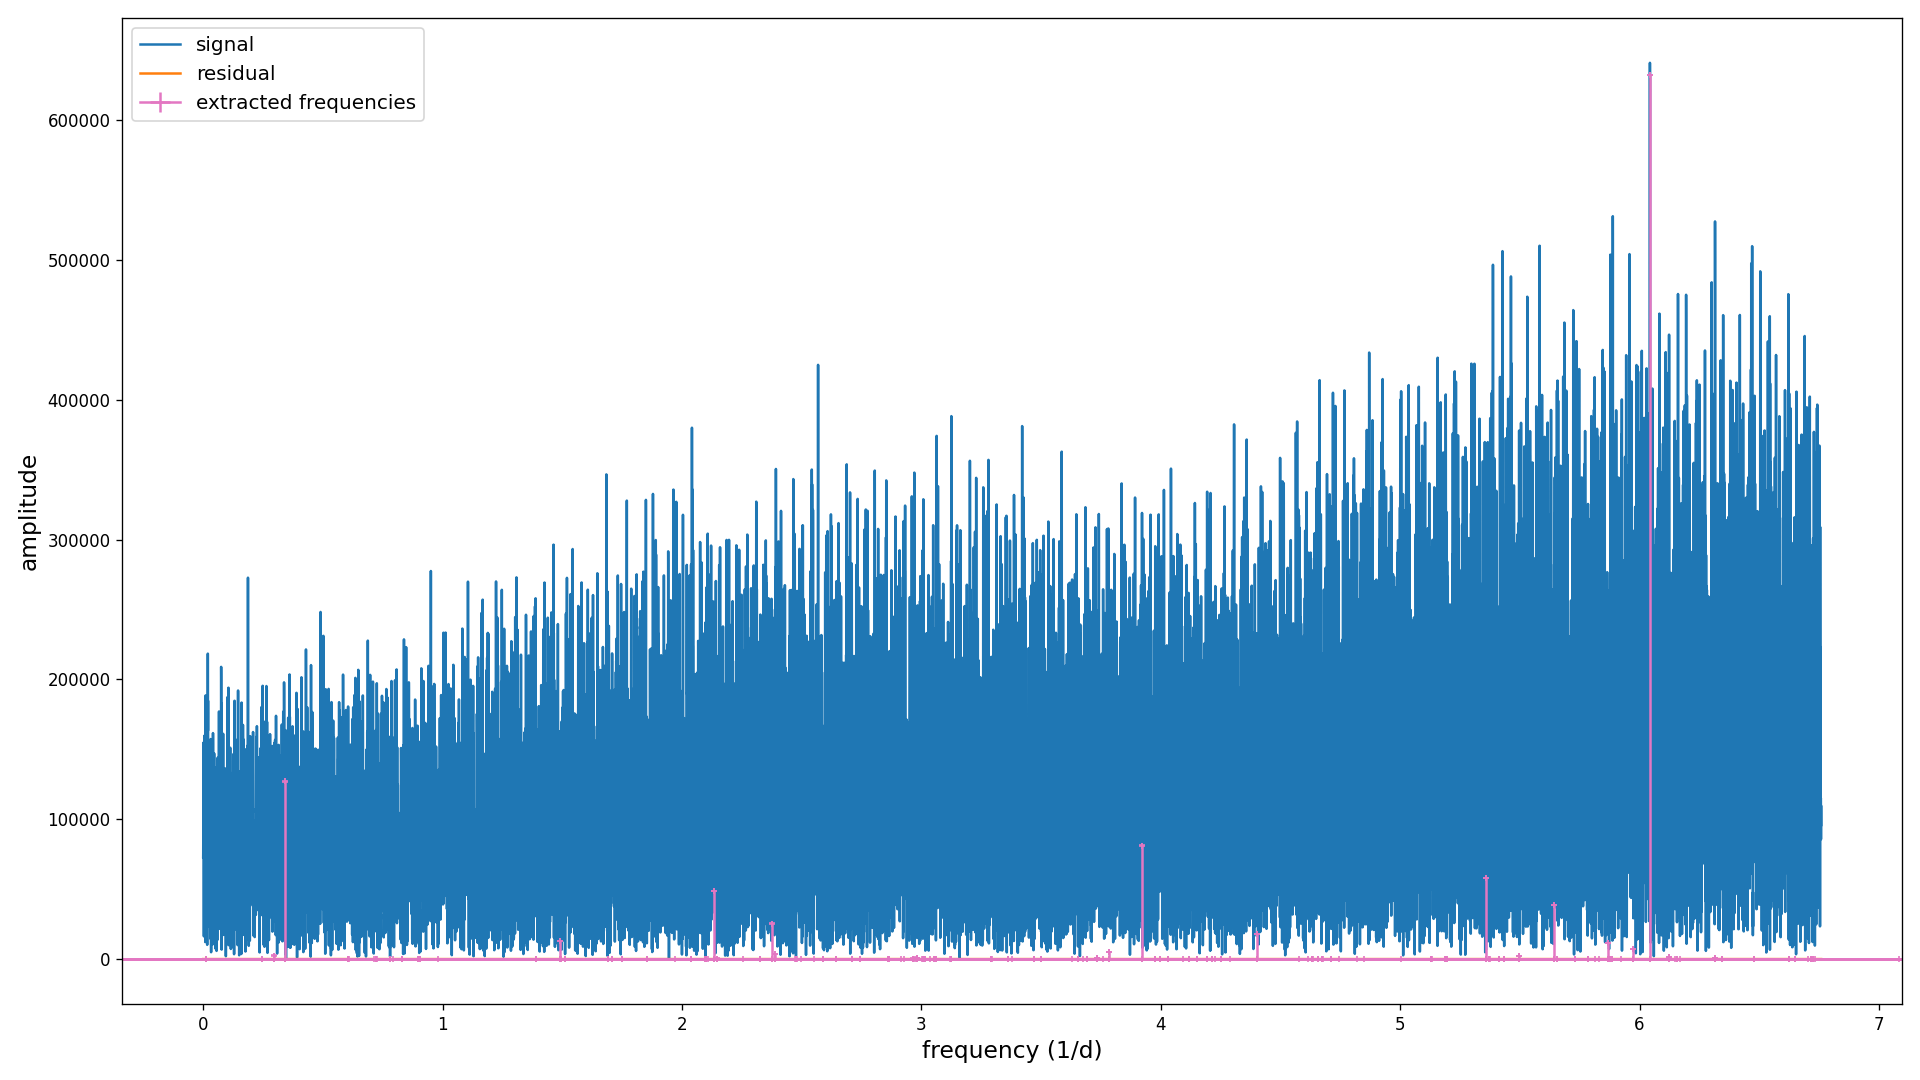 signal
residual
extracted frequencies
600000
500000
400000
300000
200000
100000
0
amplitude
0 1 2 3 4 5 6 7
frequency (1/d)